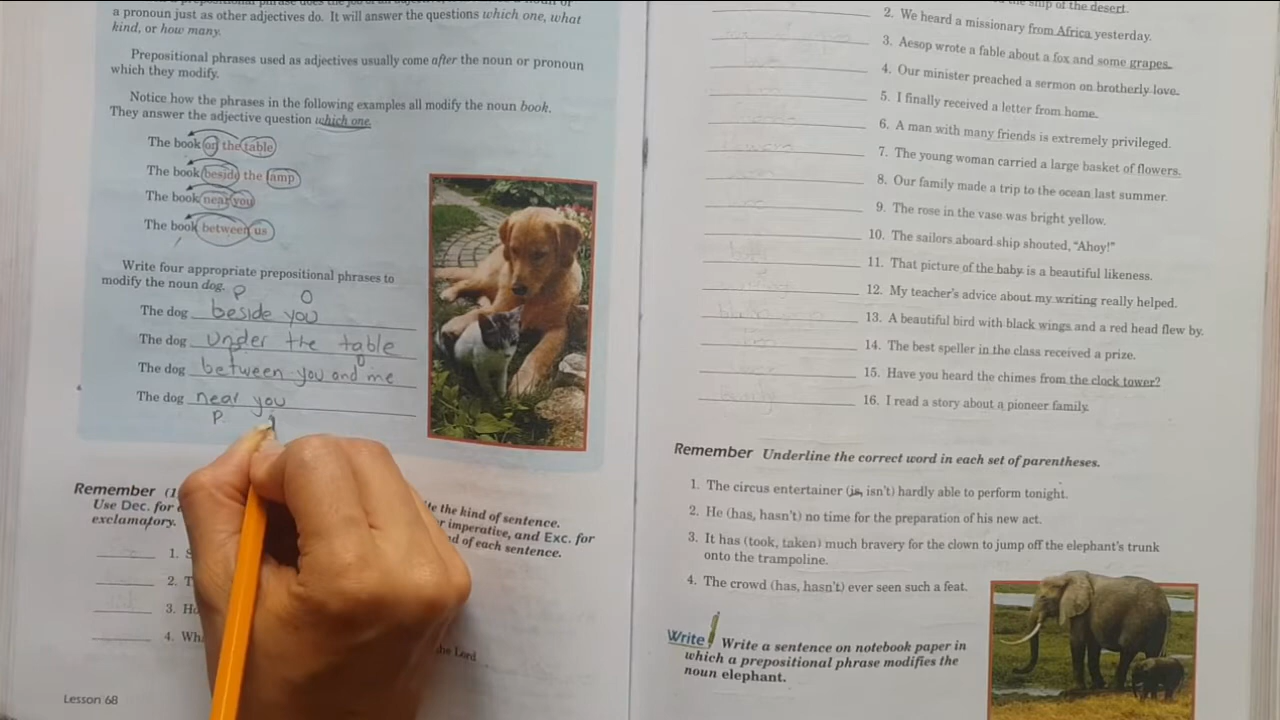 a pronoun just as other adjectives do. It will answer the questions which one, what
kind, or how many.
Prepositional phrases used as adjectives usually come after the noun or pronoun
which they modify.
Notice how the phrases in the following examples all modify the noun book.
They answer the adjective question which one.
The book on the table
The book beside the lamp
The book near you
The book between us
Write four appropriate prepositional phrases to
modify the noun dog.
P O
The dog beside you
The dog under the table
The dog between you and me
The dog near you
P
Remember
Use Dec. for
exclamatory.
the kind of sentence.
imperative, and Exc. for
of each sentence.
1. S
2. T
3. Ho
4. Wh
the Lord
Lesson 68
ship of the desert.
2. We heard a missionary from Africa yesterday.
3. Aesop wrote a fable about a fox and some grapes.
4. Our minister preached a sermon on brotherly love.
5. I finally received a letter from home.
6. A man with many friends is extremely privileged.
7. The young woman carried a large basket of flowers.
8. Our family made a trip to the ocean last summer.
9. The rose in the vase was bright yellow.
10. The sailors aboard ship shouted, "Ahoy!"
11. That picture of the baby is a beautiful likeness.
12. My teacher's advice about my writing really helped.
13. A beautiful bird with black wings and a red head flew by.
14. The best speller in the class received a prize.
15. Have you heard the chimes from the clock tower?
16. I read a story about a pioneer family.
Remember Underline the correct word in each set of parentheses.
1. The circus entertainer (is, isn't) hardly able to perform tonight.
2. He (has, hasn't) no time for the preparation of his new act.
3. It has (took, taken) much bravery for the clown to jump off the elephant's trunk
onto the trampoline.
4. The crowd (has, hasn't) ever seen such a feat.
Write Write a sentence on notebook paper in
which a prepositional phrase modifies the
noun elephant.